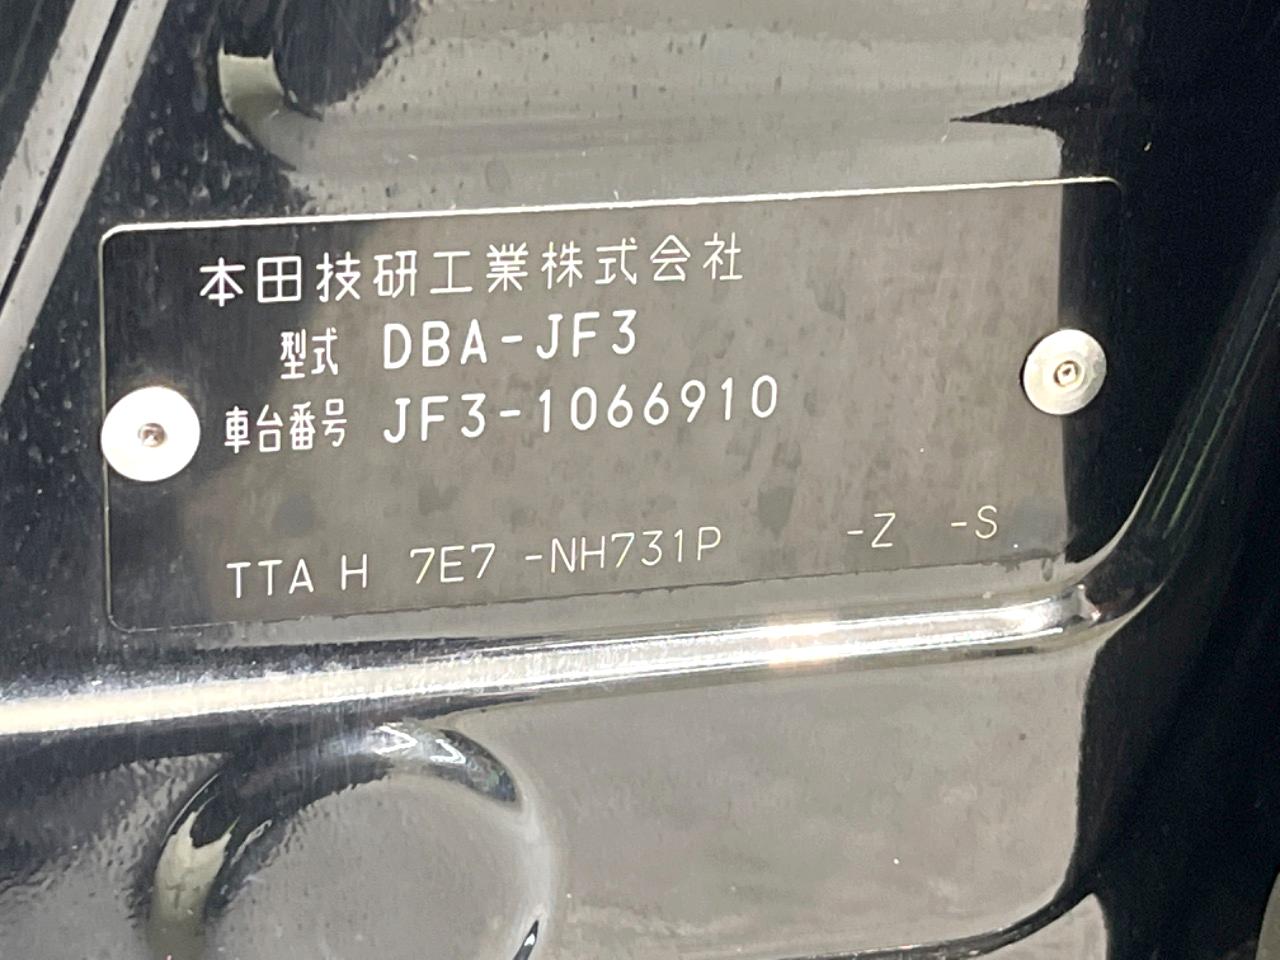 本田技研工業株式会社
型式 DBA-JF3
車台番号 JF3-1066910
TTA H 7E7 -NH731P -Z -S